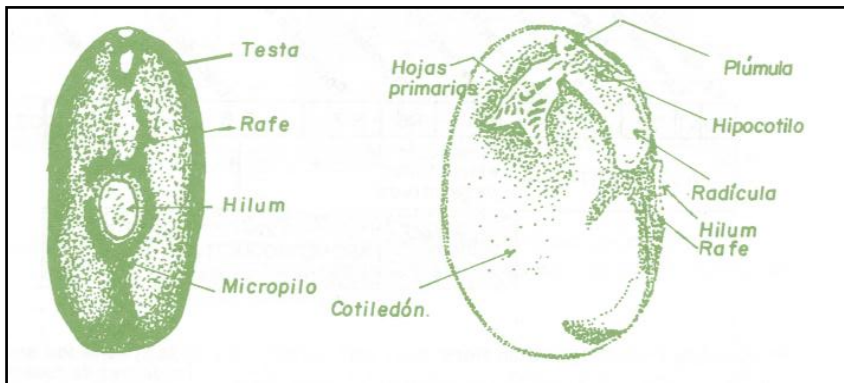 Testa
Rafe
Hilum
Micropilo
Hojas
primarias
Plúmula
Hipocotilo
Radícula
Hilum
Rafe
Cotiledón.